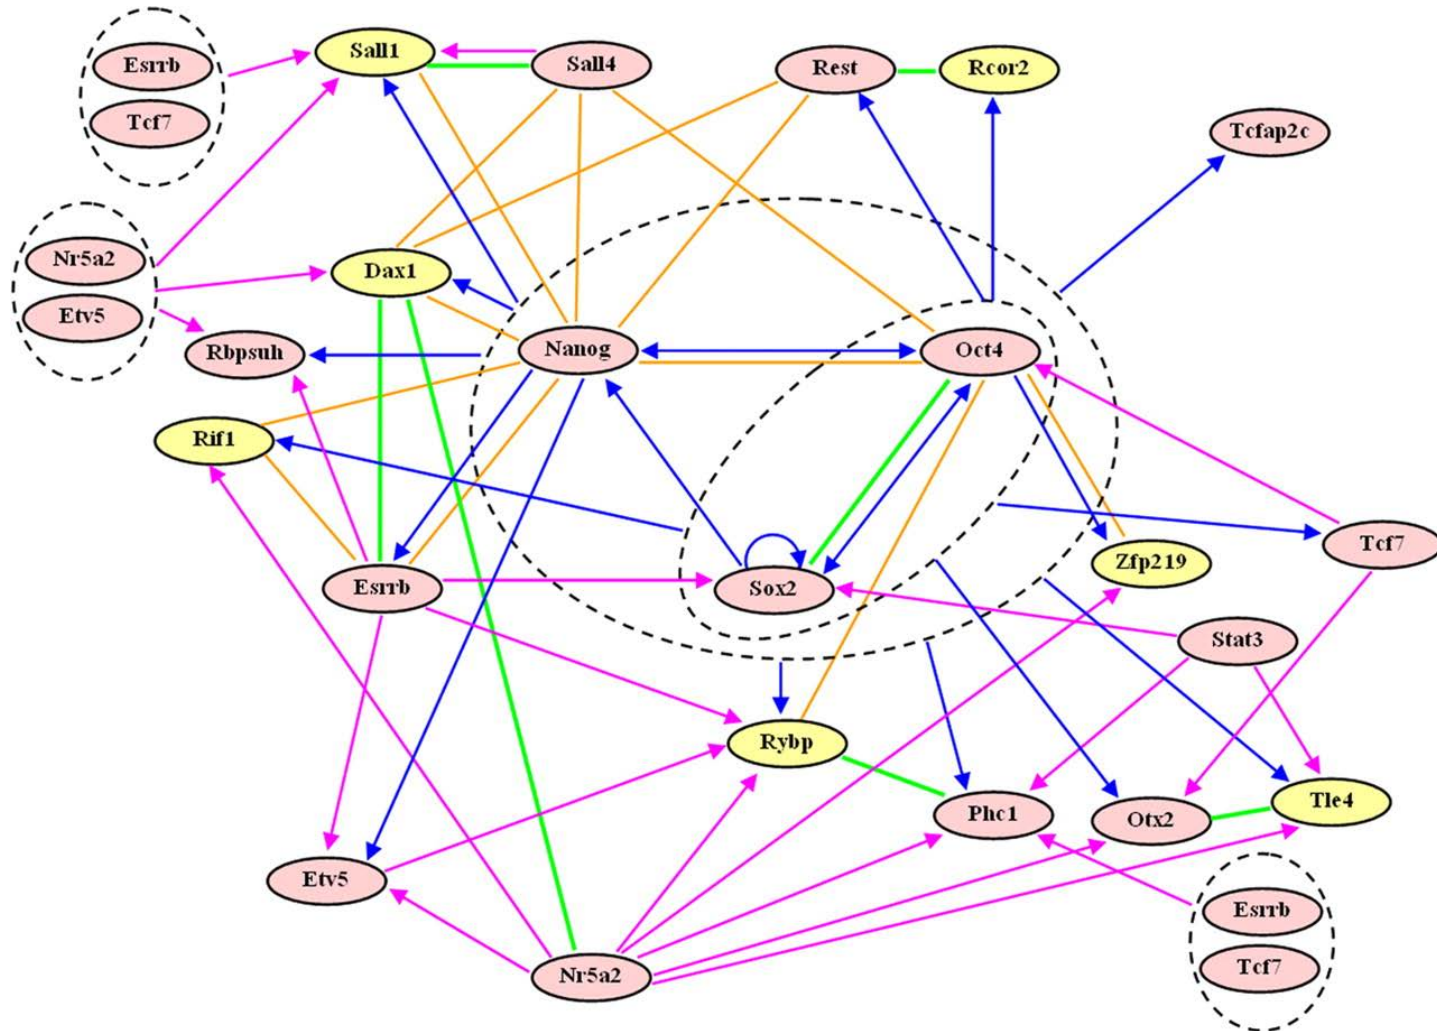 Esrrb
Sall1
Sall4
Rest
Rcor2
Tcf7
Tcfap2c
Nr5a2
Dax1
Etv5
Rbpsuh
Nanog
Oct4
Rif1
Tcf7
Zfp219
Esrrb
Sox2
Stat3
Rybp
Phc1
Otx2
Tle4
Etv5
Esrrb
Nr5a2
Tcf7